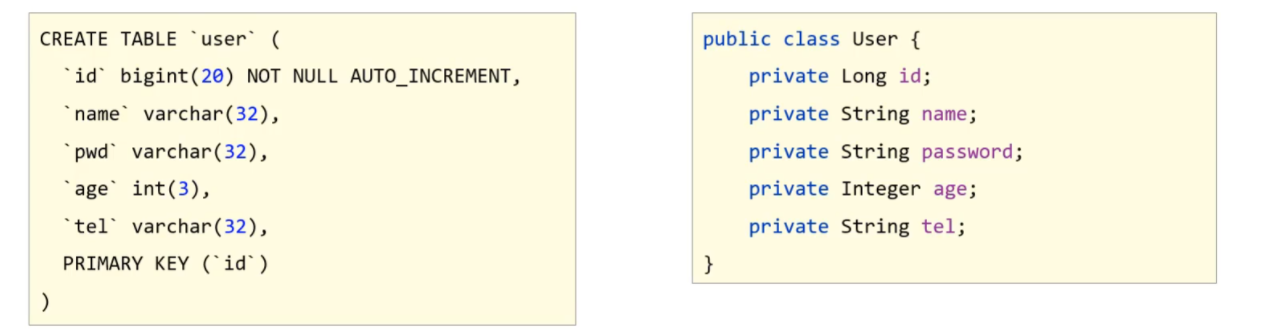 CREATE TABLE `user` (
`id` bigint(20) NOT NULL AUTO_INCREMENT,
`name` varchar(32),
`pwd` varchar(32),
`age` int(3),
`tel` varchar(32),
PRIMARY KEY (`id`)
)
public class User {
private Long id;
private String name;
private String password;
private Integer age;
private String tel;
}